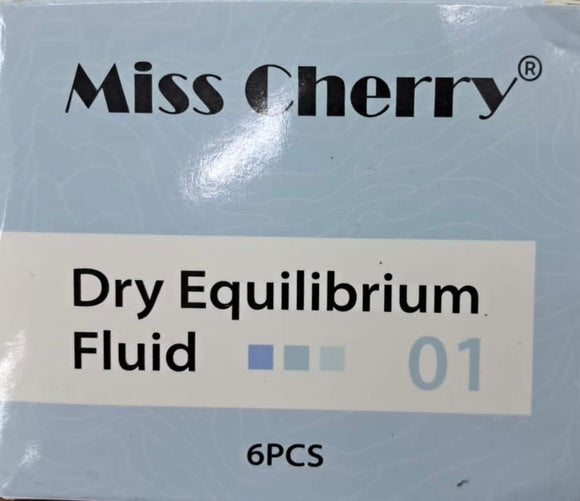 Miss Cherry®
Dry Equilibrium
Fluid
01
6PCS